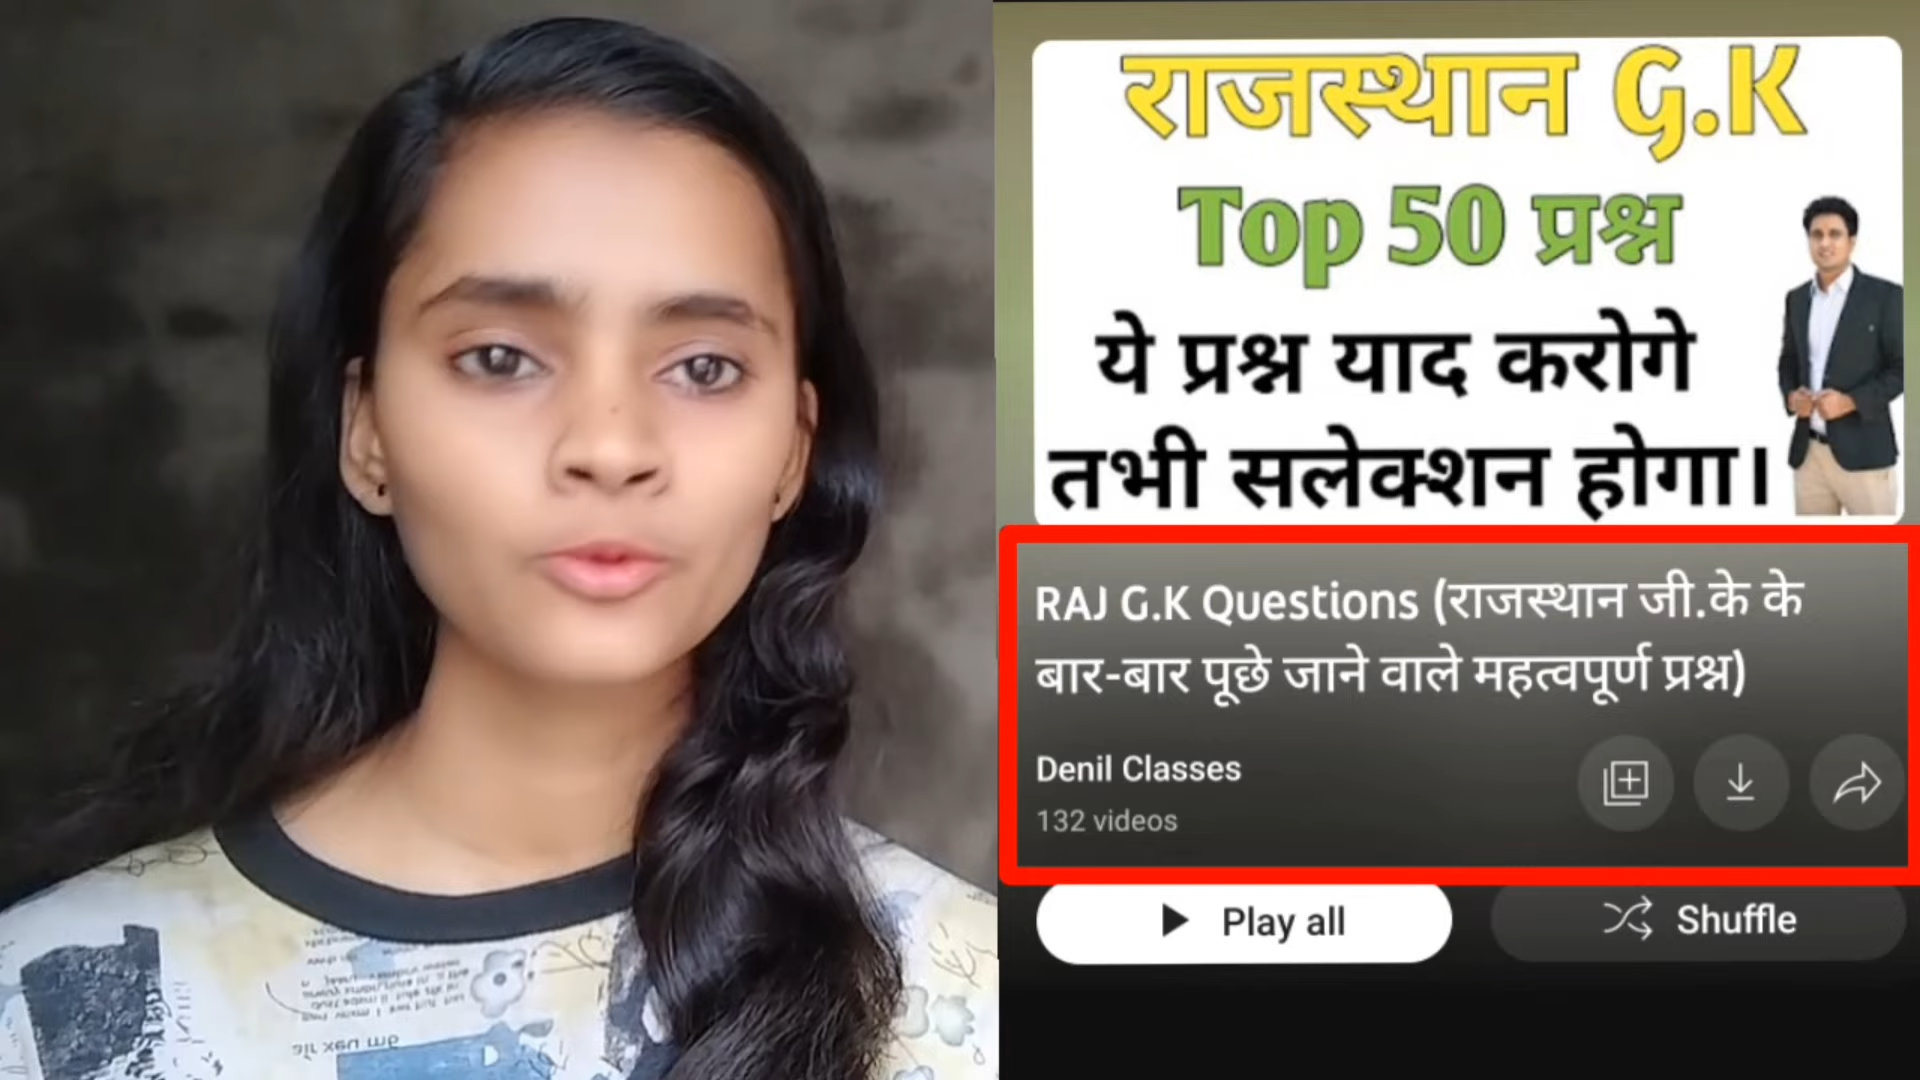 राजस्थान G.K
Top 50 प्रश्न
ये प्रश्न याद करोगे
तभी सलेक्शन होगा।
RAJ G.K Questions (राजस्थान जी.के के
बार-बार पूछे जाने वाले महत्वपूर्ण प्रश्न)
Denil Classes
132 videos
Play all
Shuffle